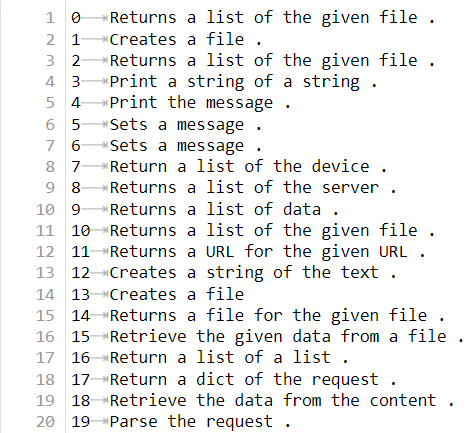 1 0 Returns a list of the given file .
2 1 Creates a file .
3 2 Returns a list of the given file .
4 3 Print a string of a string .
5 4 Print the message .
6 5 Sets a message .
7 6 Sets a message .
8 7 Return a list of the device .
9 8 Returns a list of the server .
10 9 Returns a list of data .
11 10 Returns a list of the given file .
12 11 Returns a URL for the given URL .
13 12 Creates a string of the text .
14 13 Creates a file
15 14 Returns a file for the given file .
16 15 Retrieve the given data from a file .
17 16 Return a list of a list .
18 17 Return a dict of the request .
19 18 Retrieve the data from the content .
20 19 Parse the request .